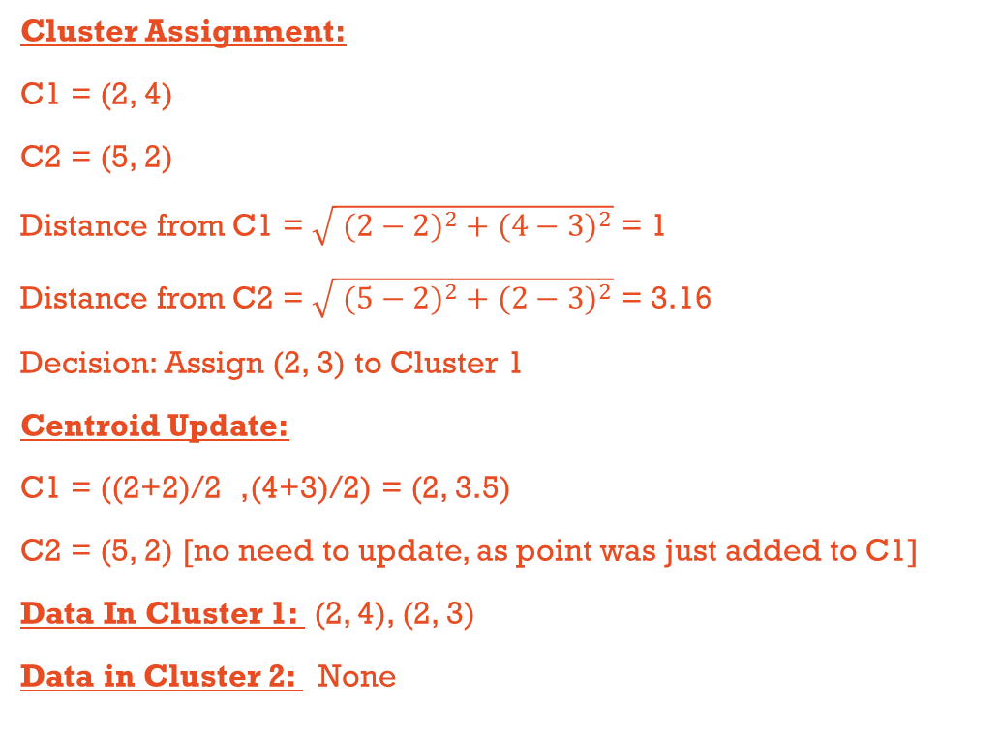 Cluster Assignment:
C1 = (2, 4)
C2 = (5, 2)
Distance from C1 = √(2 − 2)² + (4 − 3)² = 1
Distance from C2 = √(5 − 2)² + (2 − 3)² = 3.16
Decision: Assign (2, 3) to Cluster 1
Centroid Update:
C1 = ((2+2)/2 ,(4+3)/2) = (2, 3.5)
C2 = (5, 2) [no need to update, as point was just added to C1]
Data In Cluster 1: (2, 4), (2, 3)
Data in Cluster 2: None